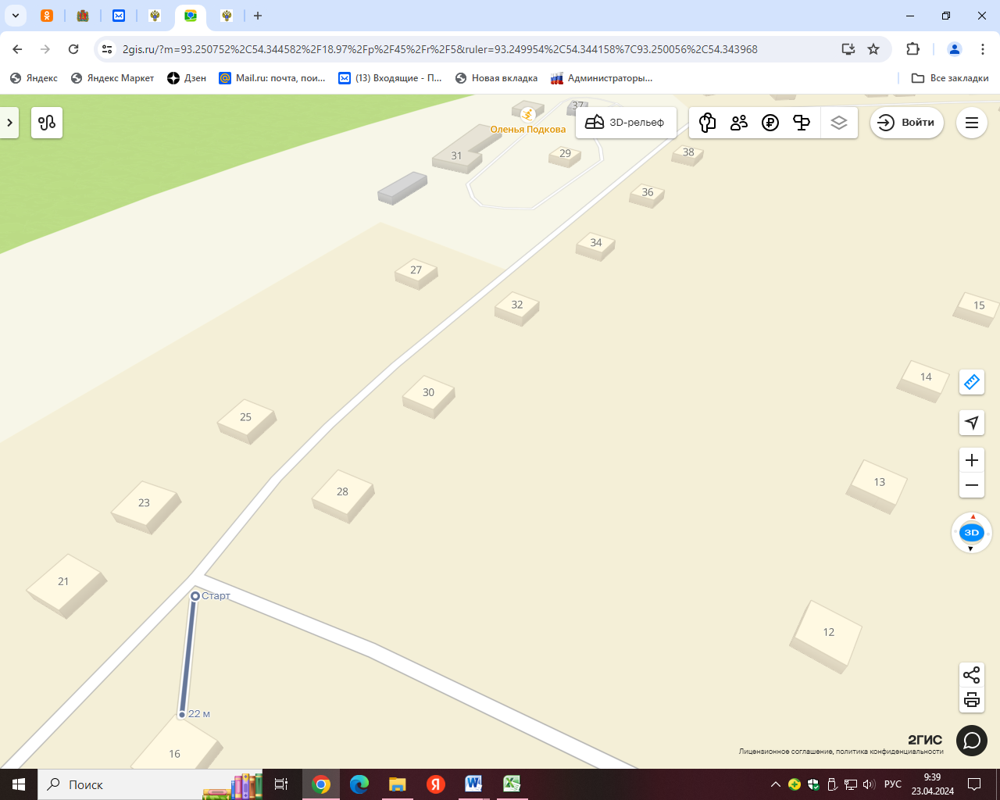 2gis.ru/?m=93.250752%2C54.344582%2F18.97%2Fp%2F45%2Fr%2F5&ruler=93.249954%2C54.344158%7C93.250056%2C54.343968
Яндекс
Яндекс Маркет
Дзен
Mail.ru: почта, пои...
(13) Входящие - П...
Новая вкладка
Администраторы...
Все закладки
37
Оленья Подкова
3D-рельеф
Войти
31
29
38
36
34
27
32
15
30
14
25
28
13
23
3D
21
Старт
12
22 м
16
2ГИС
Лицензионное соглашение, политика конфиденциальности
Поиск
РУС
9:39
23.04.2024